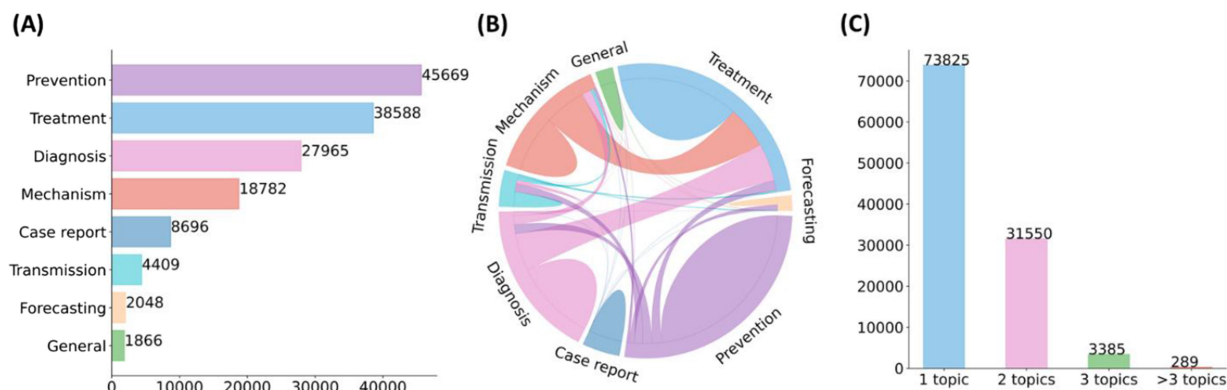 (A)
Prevention 45669
Treatment 38588
Diagnosis 27965
Mechanism 18782
Case report 8696
Transmission 4409
Forecasting 2048
General 1866
0 10000 20000 30000 40000
(B)
General
Treatment
Forecasting
Prevention
Case report
Diagnosis
Transmission
Mechanism
(C)
70000
60000
50000
40000
30000
20000
10000
0
73825
31550
3385
289
1 topic 2 topics 3 topics >3 topics